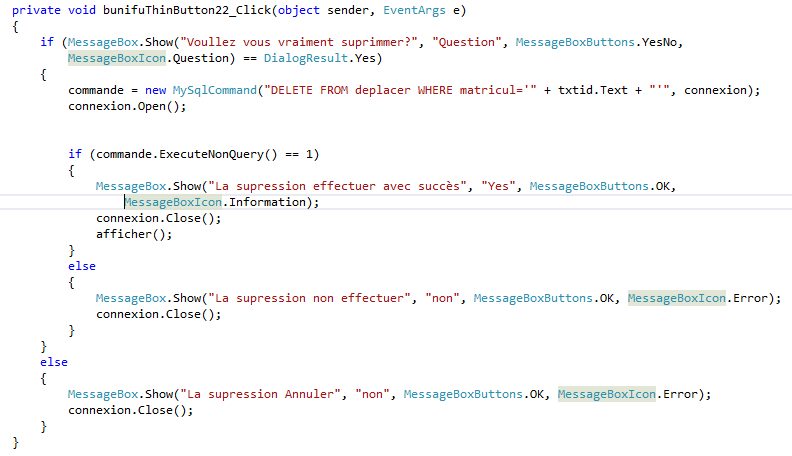 private void bunifuThinButton22_Click(object sender, EventArgs e)
{
if (MessageBox.Show("Voullez vous vraiment suprimmer?", "Question", MessageBoxButtons.YesNo,
MessageBoxIcon.Question) == DialogResult.Yes)
{
commande = new MySqlCommand("DELETE FROM deplacer WHERE matricul='" + txtid.Text + "'", connexion);
connexion.Open();
if (commande.ExecuteNonQuery() == 1)
{
MessageBox.Show("La supression effectuer avec succès", "Yes", MessageBoxButtons.OK,
MessageBoxIcon.Information);
connexion.Close();
afficher();
}
else
{
MessageBox.Show("La supression non effectuer", "non", MessageBoxButtons.OK, MessageBoxIcon.Error);
connexion.Close();
}
}
else
{
MessageBox.Show("La supression Annuler", "non", MessageBoxButtons.OK, MessageBoxIcon.Error);
connexion.Close();
}
}